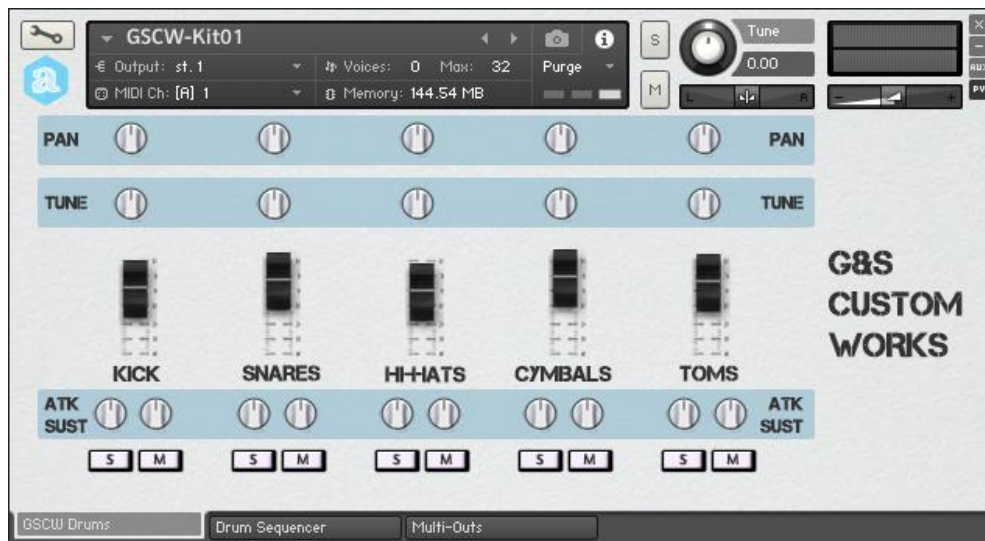 GSCW-Kit01
S
Tune
Output: st.1
Voices: 0 Max: 32
Purge
0.00
AUX
MIDI Ch: [A] 1
Memory: 144.54 MB
M
L R
- +
PV
PAN PAN
TUNE TUNE
G&S
CUSTOM
WORKS
KICK SNARES HI-HATS CYMBALS TOMS
ATK ATK
SUST SUST
S M S M S M S M S M
GSCW Drums Drum Sequencer Multi-Outs